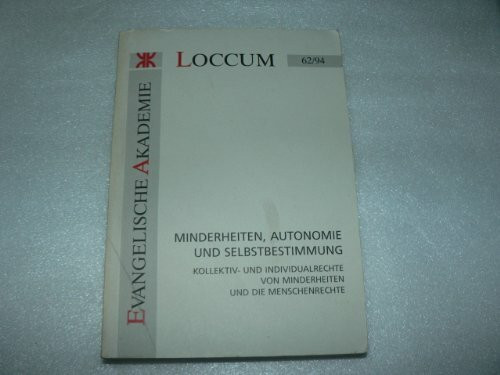 LOCCUM
62/94
EVANGELISCHE AKADEMIE
MINDERHEITEN, AUTONOMIE
UND SELBSTBESTIMMUNG
KOLLEKTIV- UND INDIVIDUALRECHTE
VON MINDERHEITEN
UND DIE MENSCHENRECHTE